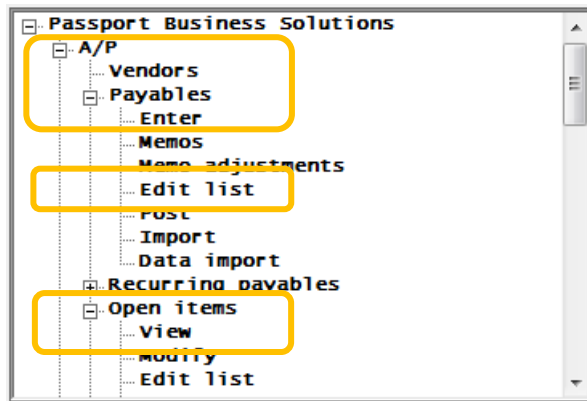 Passport Business Solutions
A/P
Vendors
Payables
Enter
Memos
Memo adjustments
Edit list
Post
Import
Data import
Recurring payables
Open items
View
Modify
Edit list